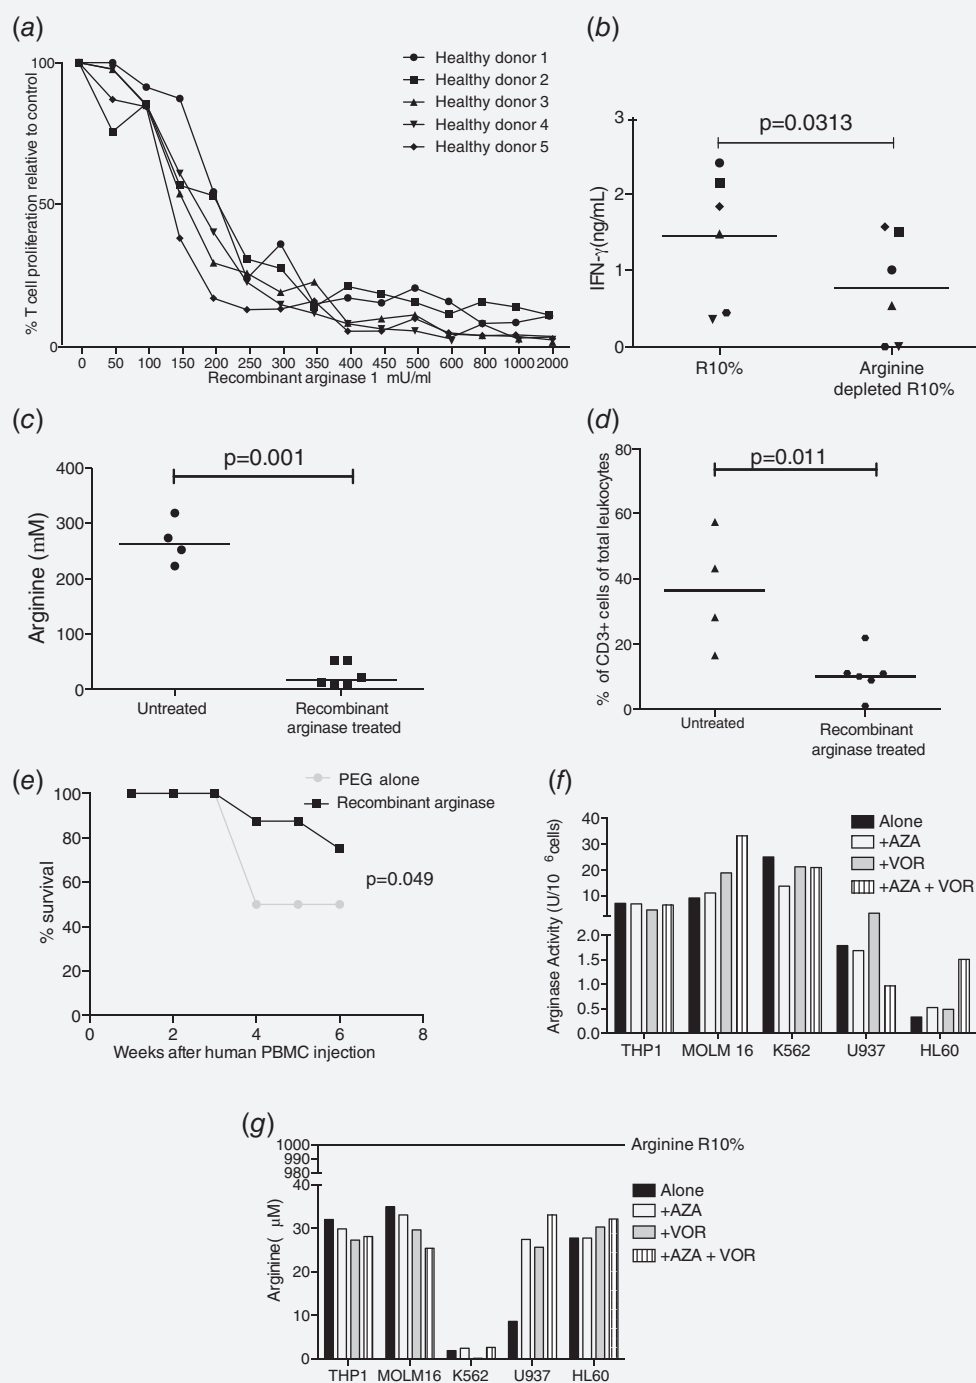 (a)
% T cell proliferation relative to control
100
50
0
0 50 100 150 200 250 300 350 400 450 500 600 800 1000 2000
Recombinant arginase 1 mU/ml
Healthy donor 1
Healthy donor 2
Healthy donor 3
Healthy donor 4
Healthy donor 5
(b)
IFN-γ(ng/mL)
3
2
1
0
p=0.0313
R10%
Arginine
depleted R10%
(c)
Arginine (mM)
400
300
200
100
0
p=0.001
Untreated
Recombinant
arginase treated
(d)
% of CD3+ cells of total leukocytes
80
60
40
20
0
p=0.011
Untreated
Recombinant
arginase treated
(e)
PEG alone
Recombinant arginase
% survival
100
80
60
40
20
0
p=0.049
0 2 4 6 8
Weeks after human PBMC injection
(f)
Arginase Activity (U/10 6cells)
40
30
20
10
2.0
1.5
1.0
0.5
0.0
Alone
+AZA
+VOR
+AZA + VOR
THP1 MOLM 16 K562 U937 HL60
(g)
Arginine( μM)
1000
990
980
40
30
20
10
0
Arginine R10%
Alone
+AZA
+VOR
+AZA + VOR
THP1 MOLM16 K562 U937 HL60